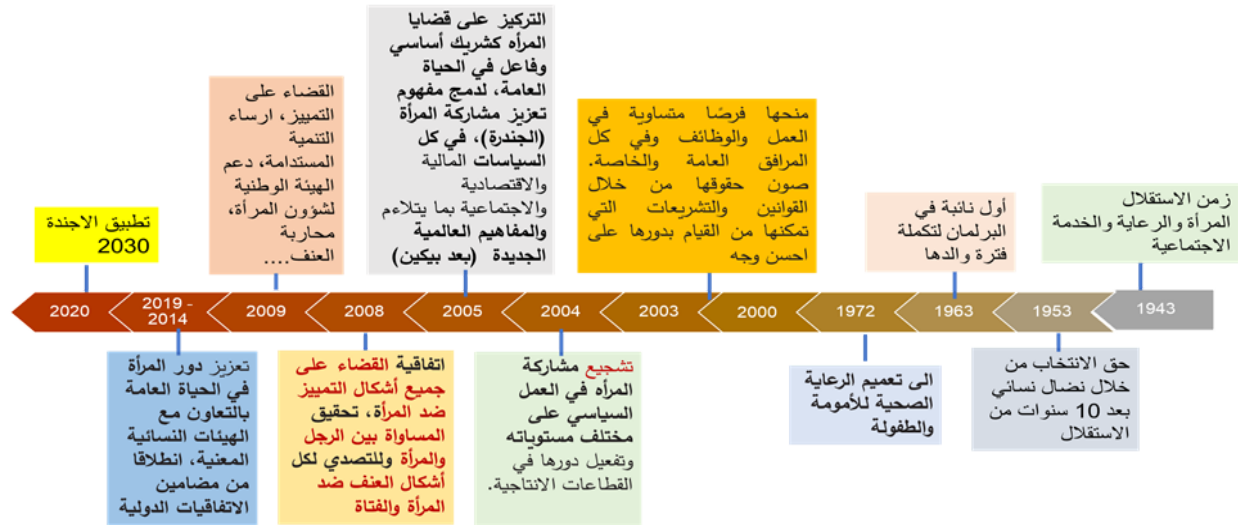 زمن الاستقلال
المرأة والرعاية والخدمة
الاجتماعية
أول نائبة في
البرلمان لتكملة
فترة والدها
منحها فرصًا متساوية في
العمل والوظائف وفي كل
المرافق العامة والخاصة.
صون حقوقها من خلال
القوانين والتشريعات التي
تمكنها من القيام بدورها على
احسن وجه
التركيز على قضايا
المرأه كشريك أساسي
وفاعل في الحياة
العامة، لدمج مفهوم
تعزيز مشاركة المرأة
(الجندرة)، في كل
السياسات المالية
والاقتصادية
والاجتماعية بما يتلاءم
والمفاهيم العالمية
الجديدة (بعد بيكين)
القضاء على
التمييز، ارساء
التنمية
المستدامة، دعم
الهيئة الوطنية
لشؤون المرأة،
محاربة
العنف....
تطبيق الاجندة
2030
1943
1953
1963
1972
2000
2003
2004
2005
2008
2009
2019 -
2014
2020
حق الانتخاب من
خلال نضال نسائي
بعد 10 سنوات من
الاستقلال
الى تعميم الرعاية
الصحية للأمومة
والطفولة
تشجيع مشاركة
المرأه في العمل
السياسي على
مختلف مستوياته
وتفعيل دورها في
القطاعات الانتاجية.
اتفاقية القضاء على
جميع أشكال التمييز
ضد المرأة، تحقيق
المساواة بين الرجل
والمرأة وللتصدي لكل
أشكال العنف ضد
المرأة والفتاة
تعزيز دور المرأة
في الحياة العامة
بالتعاون مع
الهيئات النسائية
المعنية، انطلاقا
من مضامين
الاتفاقيات الدولية